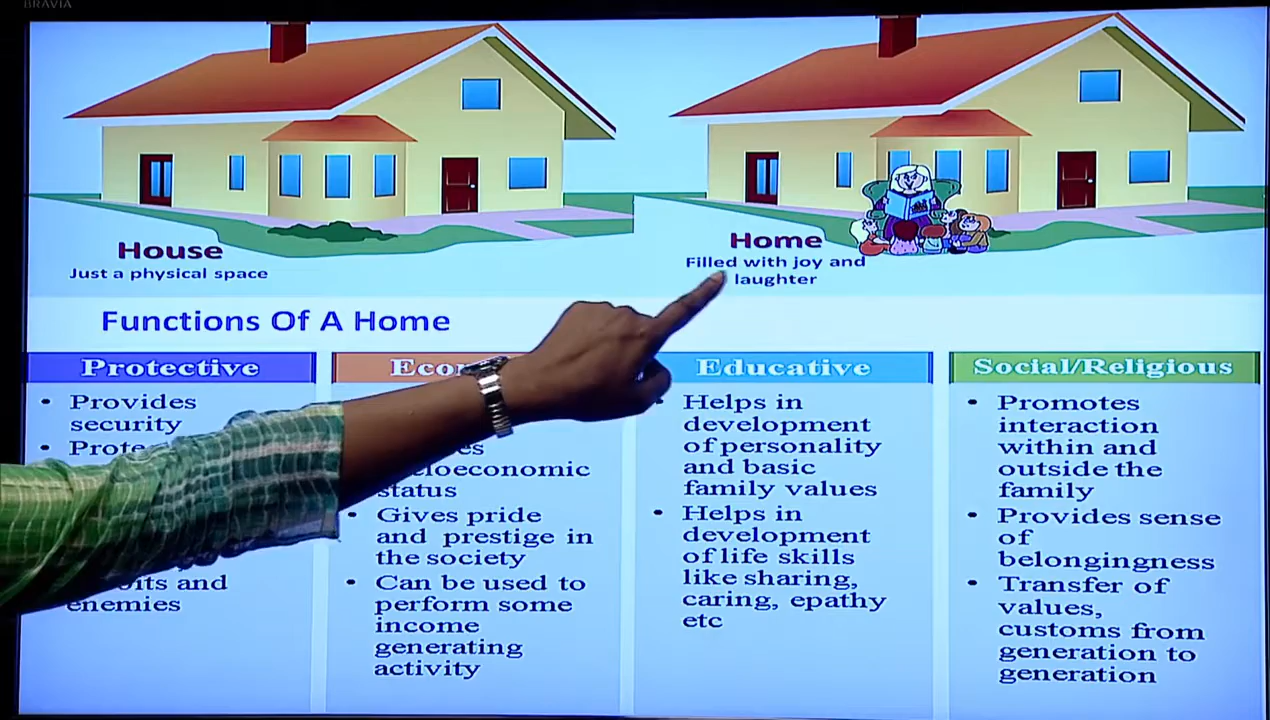 BRAVIA
House
Just a physical space
Home
Filled with joy and
laughter
Functions Of A Home
Protective
Educative
Social/Religious
• Provides
security
•
enemies
and
status
• Gives pride
and prestige in
the society
• Can be used to
perform some
income
generating
activity
Helps in
development
of personality
and basic
family values
• Helps in
development
of life skills
like sharing,
caring, epathy
etc
• Promotes
interaction
within and
outside the
family
• Provides sense
of
belongingness
• Transfer of
values,
customs from
generation to
generation